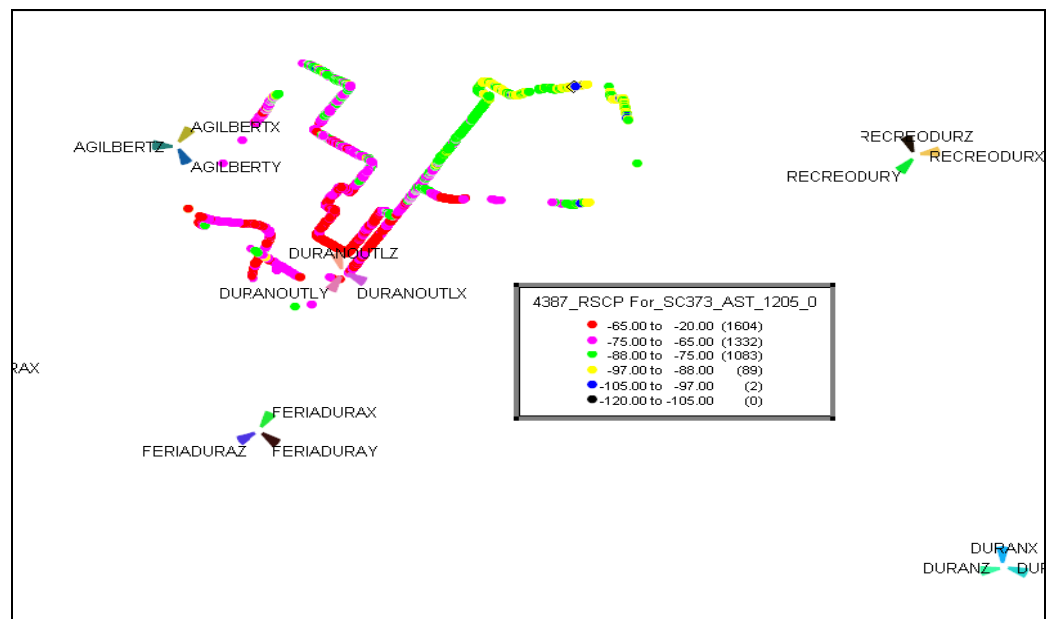 AGILBERTX
AGILBERTZ
AGILBERTY
RECREODURZ
RECREODURX
RECREODURY
DURANOUTLZ
DURANOUTLY
DURANOUTLX
4387_RSCP For_SC373_AST_1205_0
-65.00 to -20.00 (1604)
-75.00 to -65.00 (1332)
-88.00 to -75.00 (1083)
-97.00 to -88.00 (89)
-105.00 to -97.00 (2)
-120.00 to -105.00 (0)
RAX
FERIADURAX
FERIADURAZ
FERIADURAY
DURANX
DURANZ
DUR